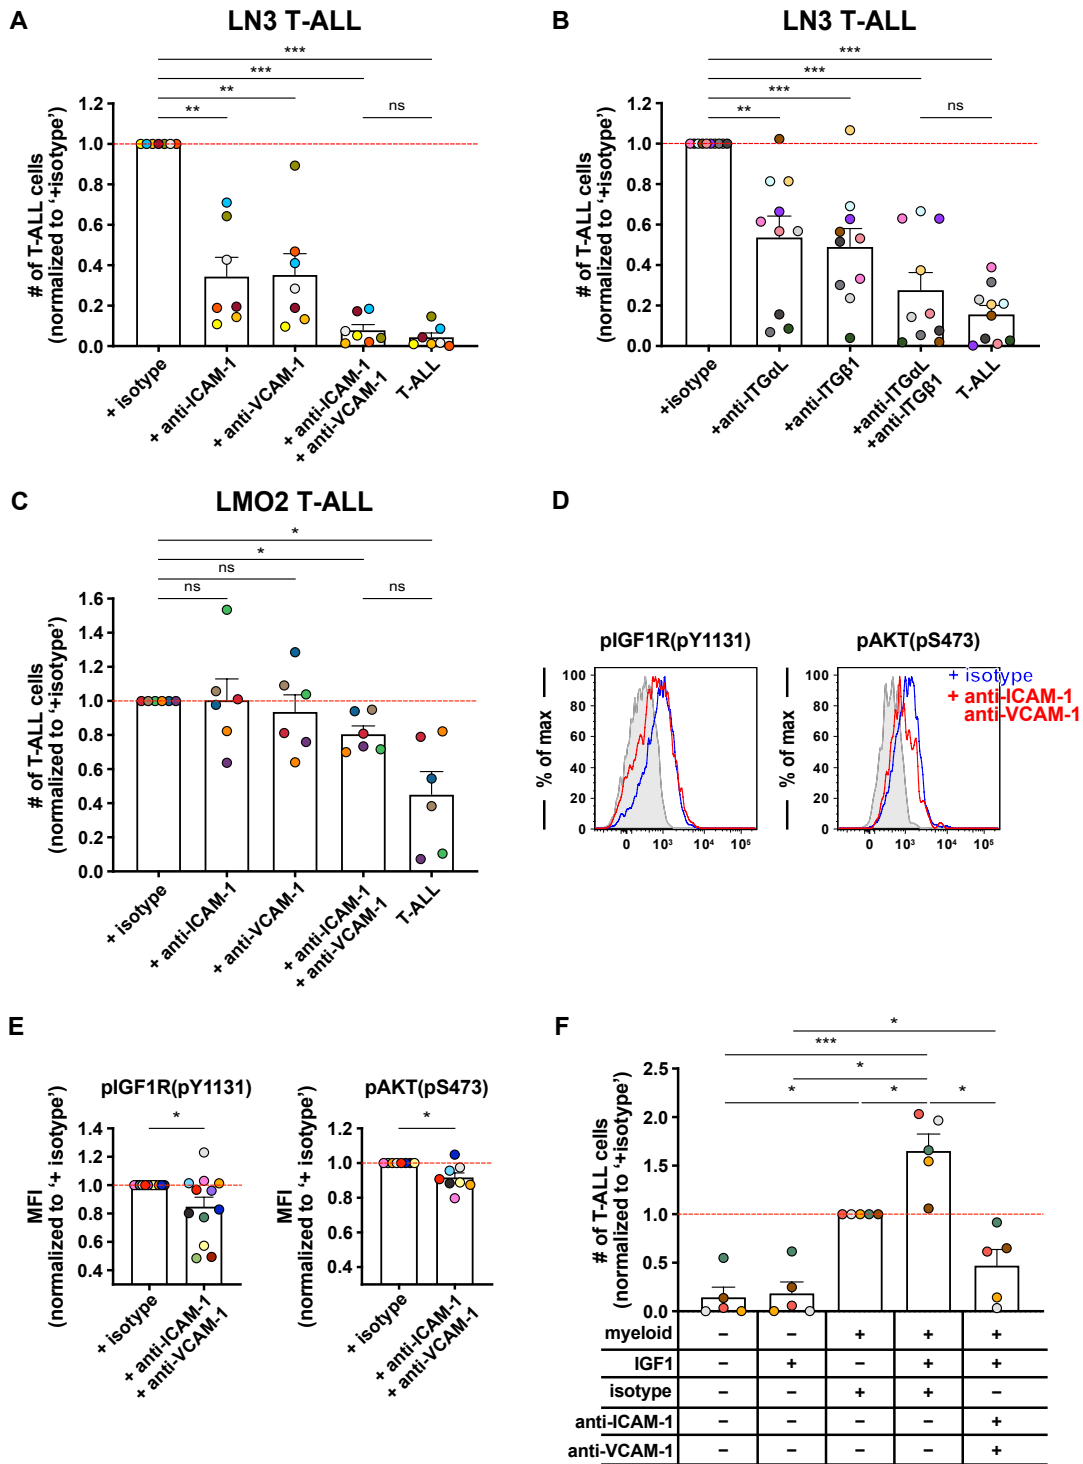 A
LN3 T-ALL
***
***
**
**
ns
# of T-ALL cells
(normalized to ‘+isotype’)
1.2
1.0
0.8
0.6
0.4
0.2
0.0
+ isotype
+ anti-ICAM-1
+ anti-VCAM-1
+ anti-ICAM-1
+ anti-VCAM-1
T-ALL
B
LN3 T-ALL
***
***
***
**
ns
# of T-ALL cells
(normalized to ‘+isotype’)
1.2
1.0
0.8
0.6
0.4
0.2
0.0
+isotype
+anti-ITGαL
+anti-ITGβ1
+anti-ITGαL
+anti-ITGβ1
T-ALL
C
LMO2 T-ALL
*
*
ns
ns
ns
# of T-ALL cells
(normalized to ‘+isotype’)
1.6
1.4
1.2
1.0
0.8
0.6
0.4
0.2
0.0
+ isotype
+ anti-ICAM-1
+ anti-VCAM-1
+ anti-ICAM-1
+ anti-VCAM-1
T-ALL
D
pIGF1R(pY1131)
% of max
100
80
60
40
20
0
0 10³ 10⁴ 10⁵
pAKT(pS473)
% of max
100
80
60
40
20
0
0 10³ 10⁴ 10⁵
+ isotype
+ anti-ICAM-1
anti-VCAM-1
E
pIGF1R(pY1131)
*
MFI
(normalized to ‘+ isotype’)
1.4
1.2
1.0
0.8
0.6
0.4
+ isotype
+ anti-ICAM-1
+ anti-VCAM-1
pAKT(pS473)
*
MFI
(normalized to ‘+ isotype’)
1.2
1.0
0.8
0.6
0.4
+ isotype
+ anti-ICAM-1
+ anti-VCAM-1
F
*
***
*
* * *
# of T-ALL cells
(normalized to ‘+isotype’)
2.5
2.0
1.5
1.0
0.5
0.0
myeloid − − + + +
IGF1 − + − + +
isotype − − + + −
anti-ICAM-1 − − − − +
anti-VCAM-1 − − − − +